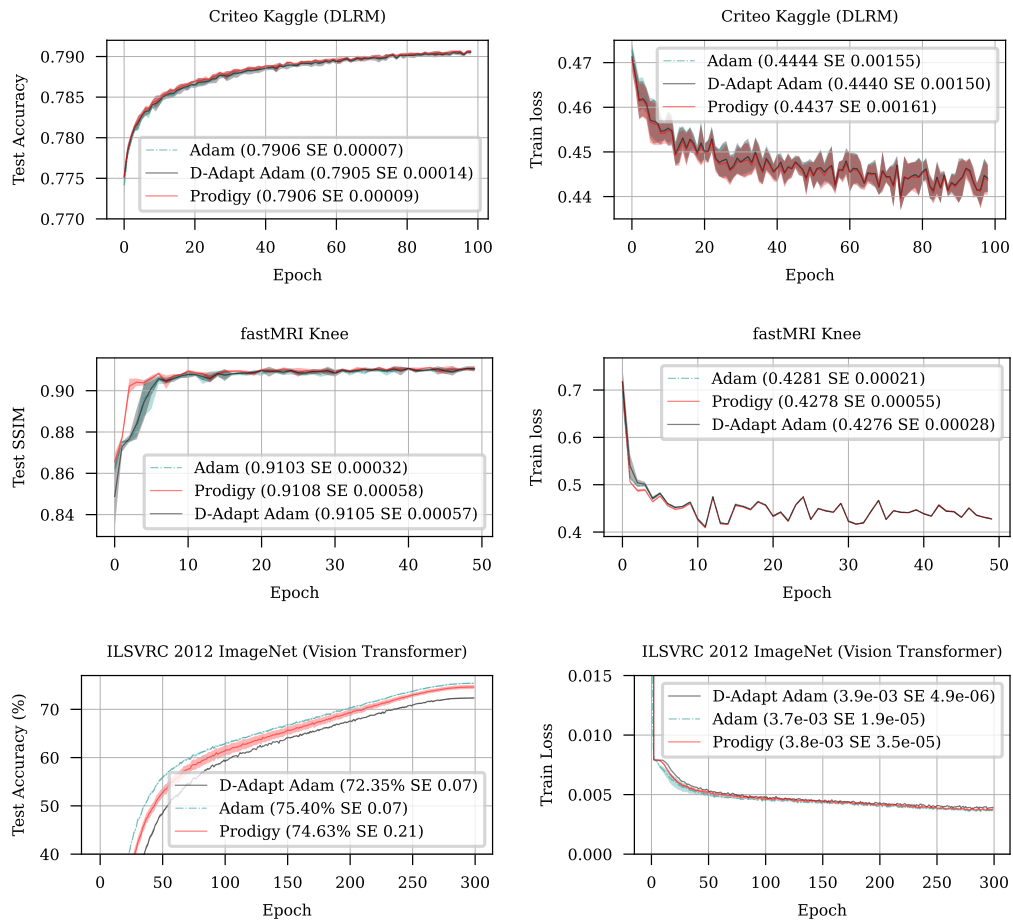 Criteo Kaggle (DLRM)
Test Accuracy
0.790
0.785
0.780
0.775
0.770
Adam (0.7906 SE 0.00007)
D-Adapt Adam (0.7905 SE 0.00014)
Prodigy (0.7906 SE 0.00009)
0 20 40 60 80 100
Epoch
Criteo Kaggle (DLRM)
Train loss
0.47
0.46
0.45
0.44
Adam (0.4444 SE 0.00155)
D-Adapt Adam (0.4440 SE 0.00150)
Prodigy (0.4437 SE 0.00161)
0 20 40 60 80 100
Epoch
fastMRI Knee
Test SSIM
0.90
0.88
0.86
0.84
Adam (0.9103 SE 0.00032)
Prodigy (0.9108 SE 0.00058)
D-Adapt Adam (0.9105 SE 0.00057)
0 10 20 30 40 50
Epoch
fastMRI Knee
Train loss
0.7
0.6
0.5
0.4
Adam (0.4281 SE 0.00021)
Prodigy (0.4278 SE 0.00055)
D-Adapt Adam (0.4276 SE 0.00028)
0 10 20 30 40 50
Epoch
ILSVRC 2012 ImageNet (Vision Transformer)
Test Accuracy (%)
70
60
50
40
D-Adapt Adam (72.35% SE 0.07)
Adam (75.40% SE 0.07)
Prodigy (74.63% SE 0.21)
0 50 100 150 200 250 300
Epoch
ILSVRC 2012 ImageNet (Vision Transformer)
Train Loss
0.015
0.010
0.005
0.000
D-Adapt Adam (3.9e-03 SE 4.9e-06)
Adam (3.7e-03 SE 1.9e-05)
Prodigy (3.8e-03 SE 3.5e-05)
0 50 100 150 200 250 300
Epoch